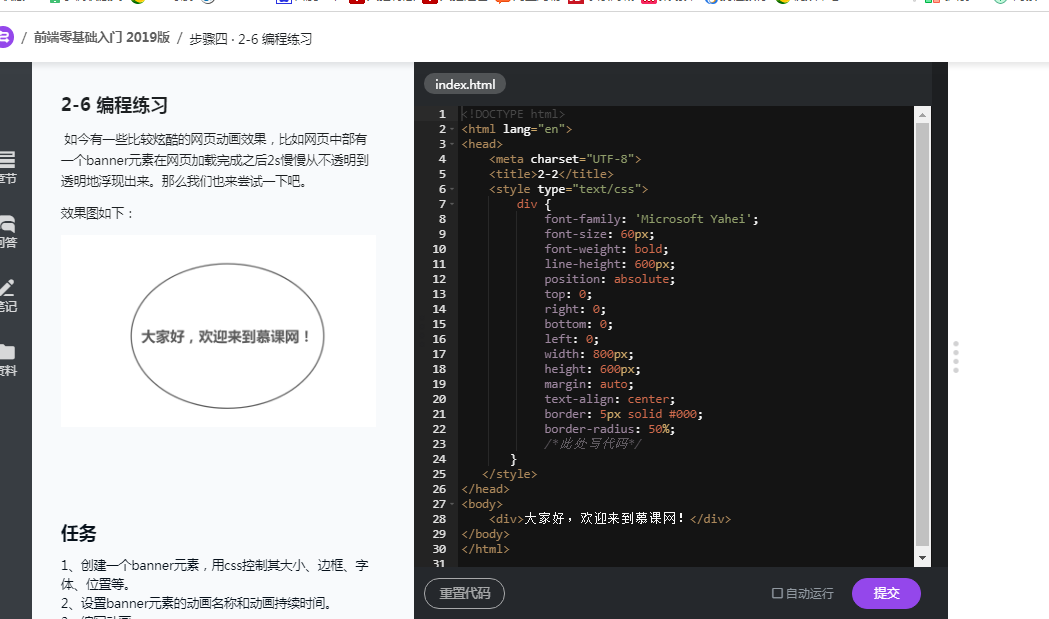 / 前端零基础入门 2019版 / 步骤四 · 2-6 编程练习
章节
问答
笔记
资料
2-6 编程练习
如今有一些比较炫酷的网页动画效果，比如网页中部有
一个banner元素在网页加载完成之后2s慢慢从不透明到
透明地浮现出来。那么我们也来尝试一下吧。
效果图如下：
大家好，欢迎来到慕课网！
任务
1、创建一个banner元素，用css控制其大小、边框、字
体、位置等。
2、设置banner元素的动画名称和动画持续时间。
index.html
1 <!DOCTYPE html>
2 <html lang="en">
3 <head>
4 <meta charset="UTF-8">
5 <title>2-2</title>
6 <style type="text/css">
7 div {
8 font-family: 'Microsoft Yahei';
9 font-size: 60px;
10 font-weight: bold;
11 line-height: 600px;
12 position: absolute;
13 top: 0;
14 right: 0;
15 bottom: 0;
16 left: 0;
17 width: 800px;
18 height: 600px;
19 margin: auto;
20 text-align: center;
21 border: 5px solid #000;
22 border-radius: 50%;
23 /*此处写代码*/
24 }
25 </style>
26 </head>
27 <body>
28 <div>大家好，欢迎来到慕课网！</div>
29 </body>
30 </html>
31
重置代码
自动运行
提交